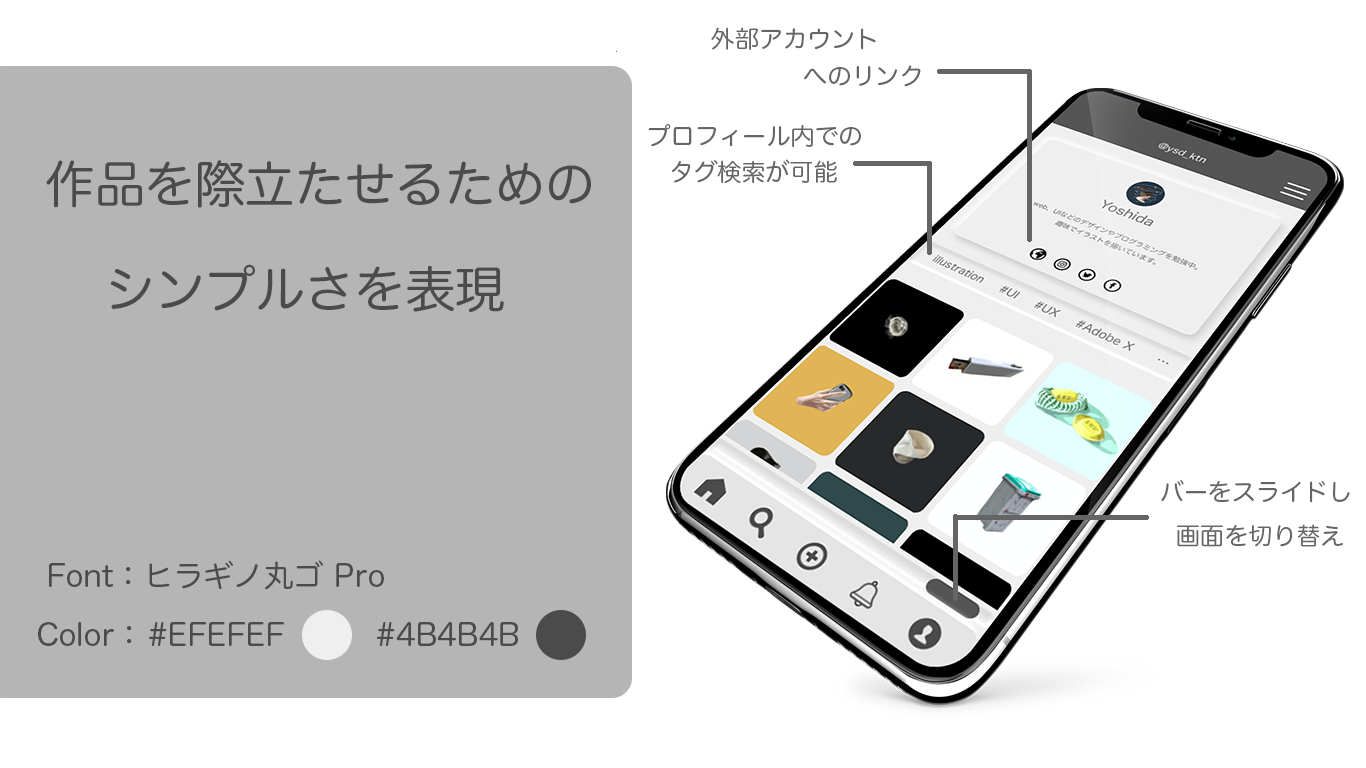 作品を際立たせるための
シンプルさを表現
Font：ヒラギノ丸ゴ Pro
Color：#EFEFEF #4B4B4B
外部アカウント
へのリンク
プロフィール内での
タグ検索が可能
@ysd_ktn
Yoshida
web、UIなどのデザインやプログラミングを勉強中。
趣味でイラストを描いています。
illustration #UI #UX #Adobe X ...
バーをスライドし
画面を切り替え